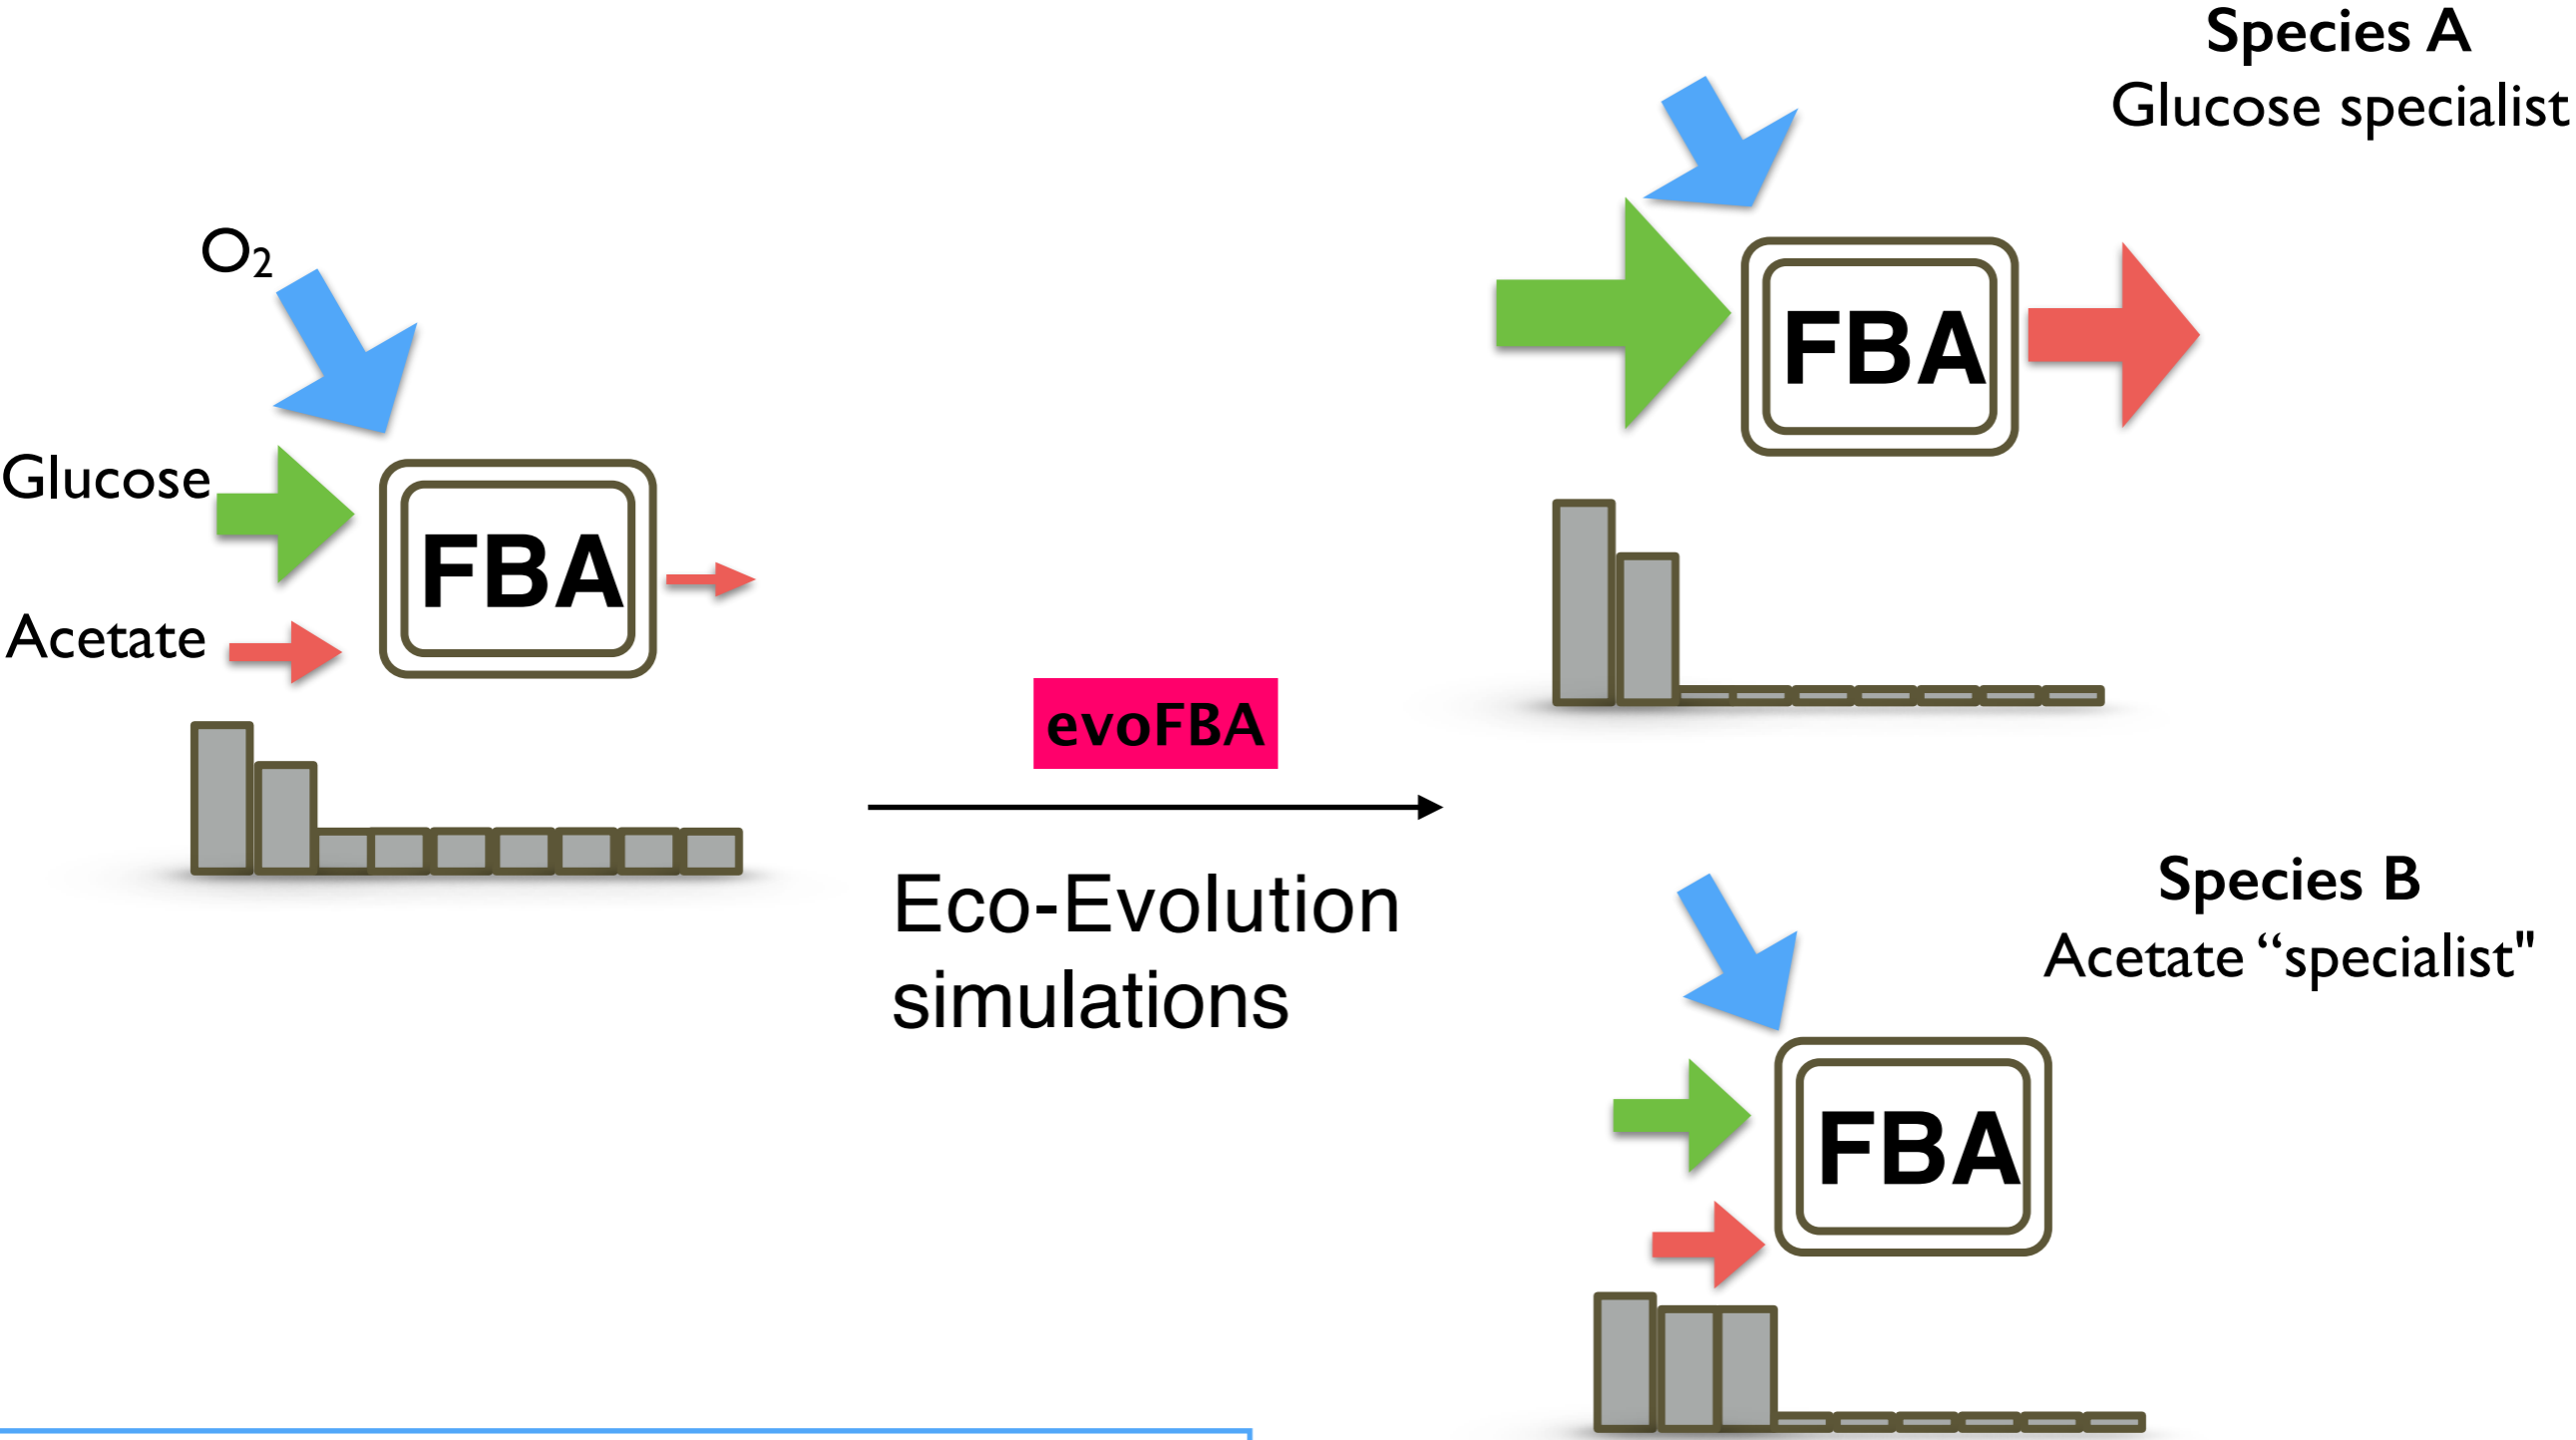 O₂
Glucose
Acetate
FBA
evoFBA
Eco-Evolution
simulations
Species A
Glucose specialist
FBA
Species B
Acetate “specialist"
FBA